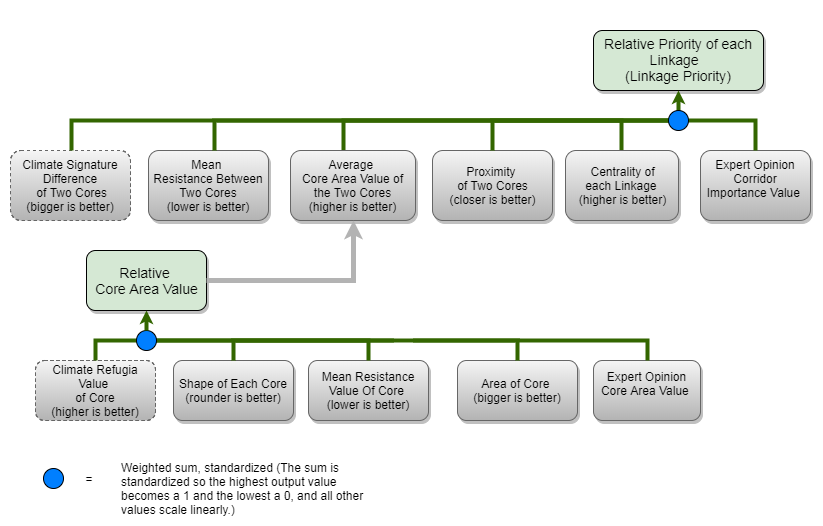 Relative Priority of each
Linkage
(Linkage Priority)
Climate Signature
Difference
of Two Cores
(bigger is better)
Mean
Resistance Between
Two Cores
(lower is better)
Average
Core Area Value of
the Two Cores
(higher is better)
Proximity
of Two Cores
(closer is better)
Centrality of
each Linkage
(higher is better)
Expert Opinion
Corridor
Importance Value
Relative
Core Area Value
Climate Refugia
Value
of Core
(higher is better)
Shape of Each Core
(rounder is better)
Mean Resistance
Value Of Core
(lower is better)
Area of Core
(bigger is better)
Expert Opinion
Core Area Value
=
Weighted sum, standardized (The sum is
standardized so the highest output value
becomes a 1 and the lowest a 0, and all other
values scale linearly.)